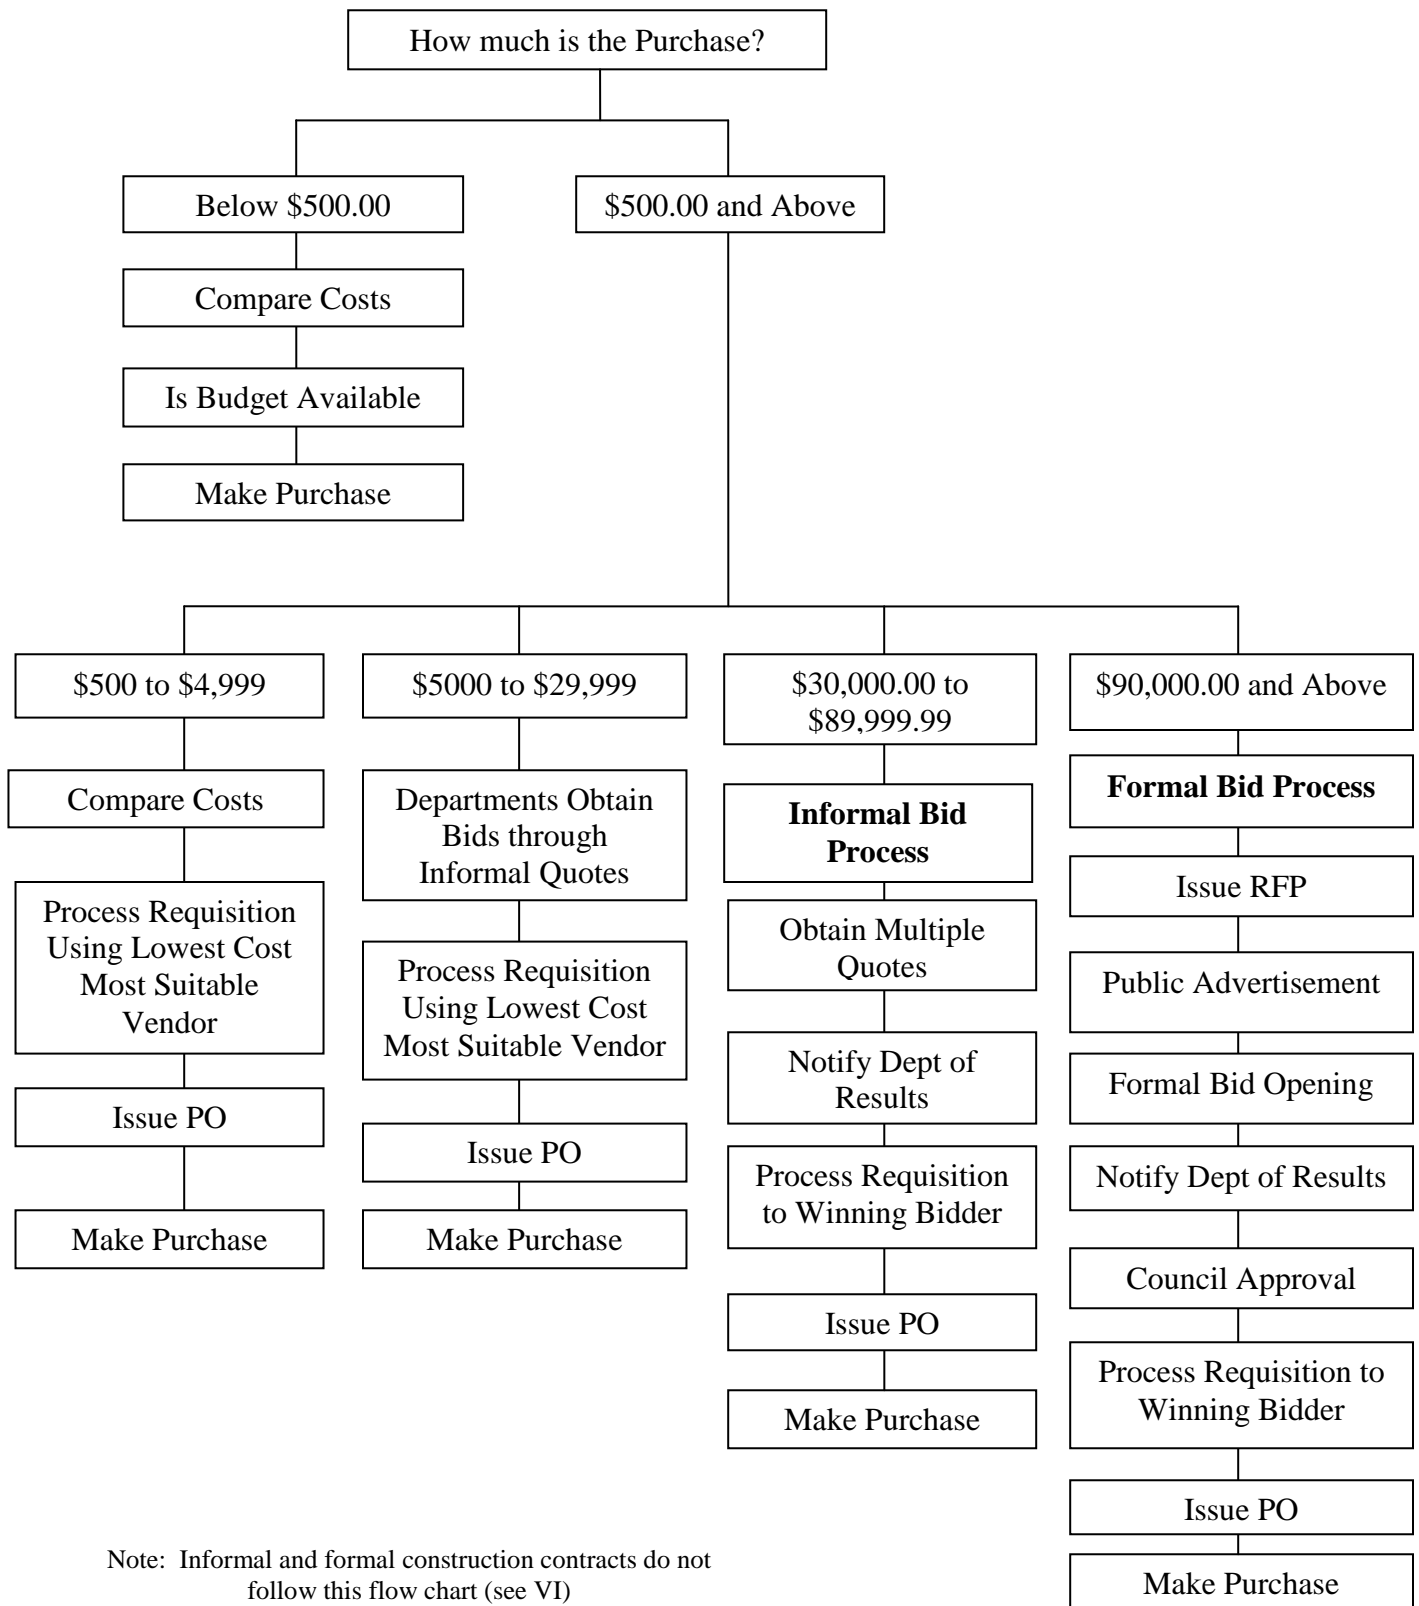 How much is the Purchase?
Below $500.00
$500.00 and Above
Compare Costs
Is Budget Available
Make Purchase
$500 to $4,999
Compare Costs
Process Requisition
Using Lowest Cost
Most Suitable
Vendor
Issue PO
Make Purchase
$5000 to $29,999
Departments Obtain
Bids through
Informal Quotes
Process Requisition
Using Lowest Cost
Most Suitable Vendor
Issue PO
Make Purchase
$30,000.00 to
$89,999.99
Informal Bid
Process
Obtain Multiple
Quotes
Notify Dept of
Results
Process Requisition
to Winning Bidder
Issue PO
Make Purchase
$90,000.00 and Above
Formal Bid Process
Issue RFP
Public Advertisement
Formal Bid Opening
Notify Dept of Results
Council Approval
Process Requisition to
Winning Bidder
Issue PO
Make Purchase
Note:  Informal and formal construction contracts do not
follow this flow chart (see VI)